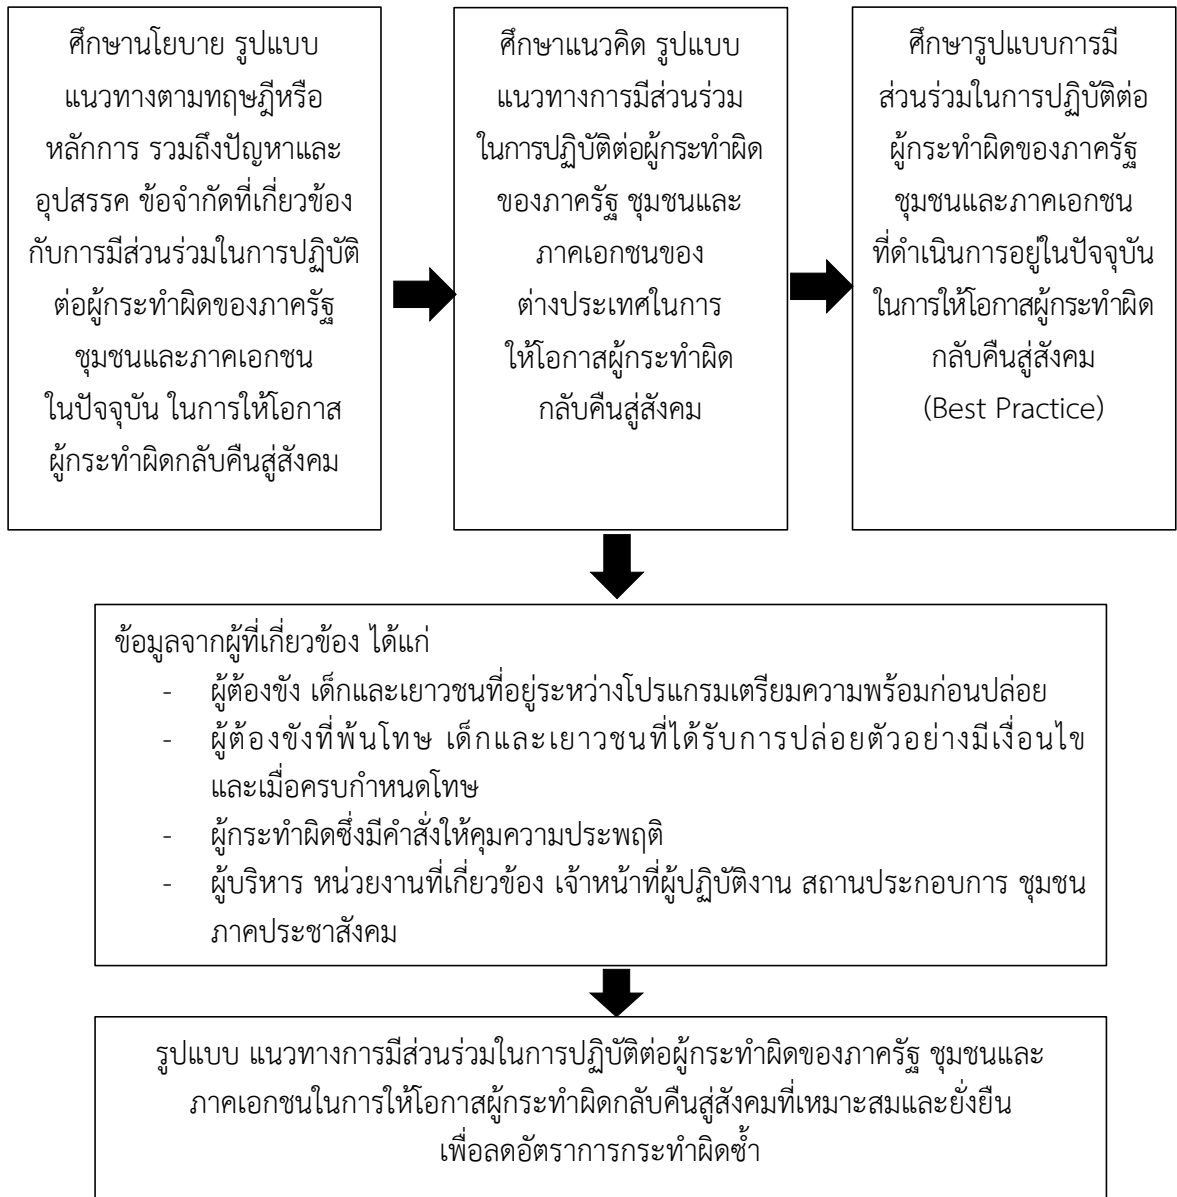 ศึกษานโยบาย รูปแบบ
แนวทางตามทฤษฎีหรือ
หลักการ รวมถึงปัญหาและ
อุปสรรค ข้อจำกัดที่เกี่ยวข้อง
กับการมีส่วนร่วมในการปฏิบัติ
ต่อผู้กระทำผิดของภาครัฐ
ชุมชนและภาคเอกชน
ในปัจจุบัน ในการให้โอกาส
ผู้กระทำผิดกลับคืนสู่สังคม
ศึกษาแนวคิด รูปแบบ
แนวทางการมีส่วนร่วม
ในการปฏิบัติต่อผู้กระทำผิด
ของภาครัฐ ชุมชนและ
ภาคเอกชนของ
ต่างประเทศในการ
ให้โอกาสผู้กระทำผิด
กลับคืนสู่สังคม
ศึกษารูปแบบการมี
ส่วนร่วมในการปฏิบัติต่อ
ผู้กระทำผิดของภาครัฐ
ชุมชนและภาคเอกชน
ที่ดำเนินการอยู่ในปัจจุบัน
ในการให้โอกาสผู้กระทำผิด
กลับคืนสู่สังคม
(Best Practice)
ข้อมูลจากผู้ที่เกี่ยวข้อง ได้แก่
- ผู้ต้องขัง เด็กและเยาวชนที่อยู่ระหว่างโปรแกรมเตรียมความพร้อมก่อนปล่อย
- ผู้ต้องขังที่พ้นโทษ เด็กและเยาวชนที่ได้รับการปล่อยตัวอย่างมีเงื่อนไข
และเมื่อครบกำหนดโทษ
- ผู้กระทำผิดซึ่งมีคำสั่งให้คุมความประพฤติ
- ผู้บริหาร หน่วยงานที่เกี่ยวข้อง เจ้าหน้าที่ผู้ปฏิบัติงาน สถานประกอบการ ชุมชน
ภาคประชาสังคม
รูปแบบ แนวทางการมีส่วนร่วมในการปฏิบัติต่อผู้กระทำผิดของภาครัฐ ชุมชนและ
ภาคเอกชนในการให้โอกาสผู้กระทำผิดกลับคืนสู่สังคมที่เหมาะสมและยั่งยืน
เพื่อลดอัตราการกระทำผิดซ้ำ